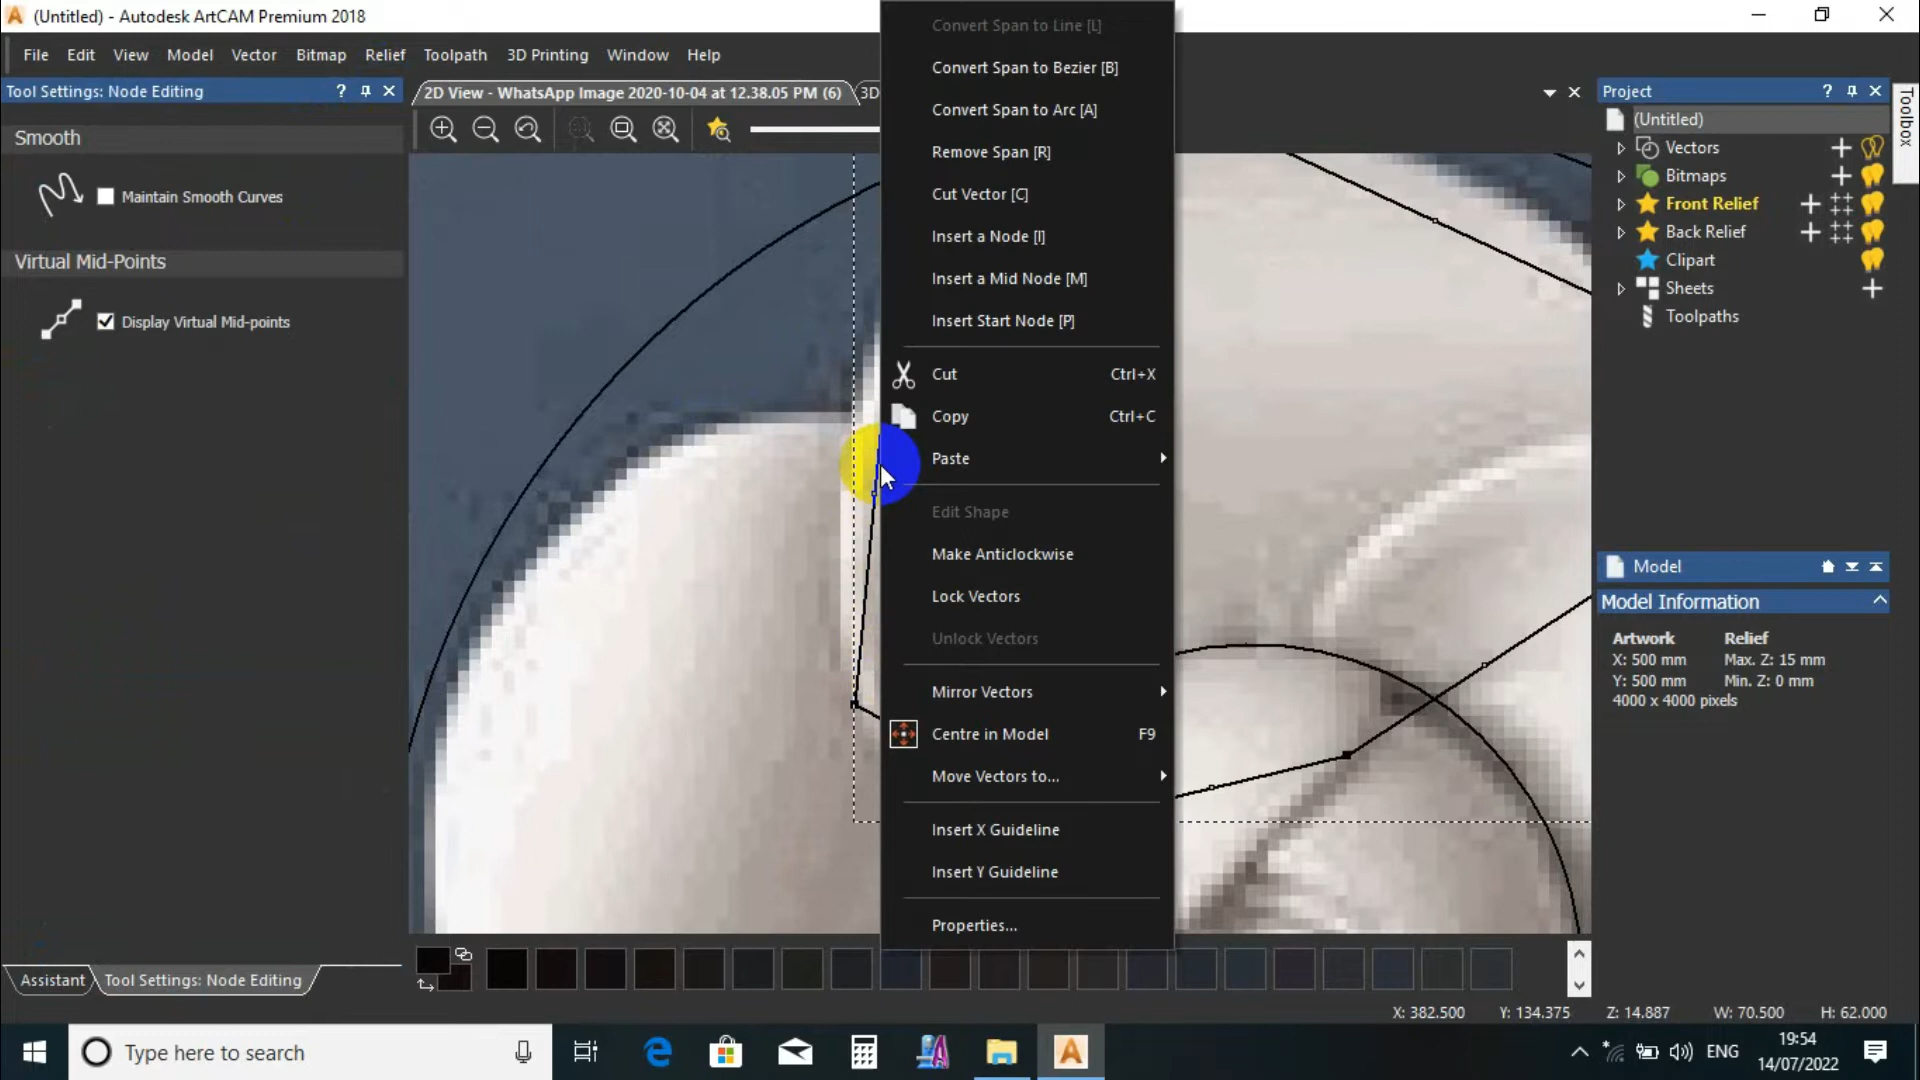 (Untitled) - Autodesk ArtCAM Premium 2018
File Edit View Model Vector Bitmap Relief Toolpath 3D Printing Window Help
Tool Settings: Node Editing
Smooth
Maintain Smooth Curves
Virtual Mid-Points
Display Virtual Mid-points
2D View - WhatsApp Image 2020-10-04 at 12.38.05 PM (6)
3D
Convert Span to Line [L]
Convert Span to Bezier [B]
Convert Span to Arc [A]
Remove Span [R]
Cut Vector [C]
Insert a Node [I]
Insert a Mid Node [M]
Insert Start Node [P]
Cut Ctrl+X
Copy Ctrl+C
Paste
Edit Shape
Make Anticlockwise
Lock Vectors
Unlock Vectors
Mirror Vectors
Centre in Model F9
Move Vectors to...
Insert X Guideline
Insert Y Guideline
Properties...
Project
(Untitled)
Vectors
Bitmaps
Front Relief
Back Relief
Clipart
Sheets
Toolpaths
Toolbox
Model
Model Information
Artwork Relief
X: 500 mm Max. Z: 15 mm
Y: 500 mm Min. Z: 0 mm
4000 x 4000 pixels
Assistant
Tool Settings: Node Editing
X: 382.500 Y: 134.375 Z: 14.887 W: 70.500 H: 62.000
Type here to search
ENG
19:54
14/07/2022